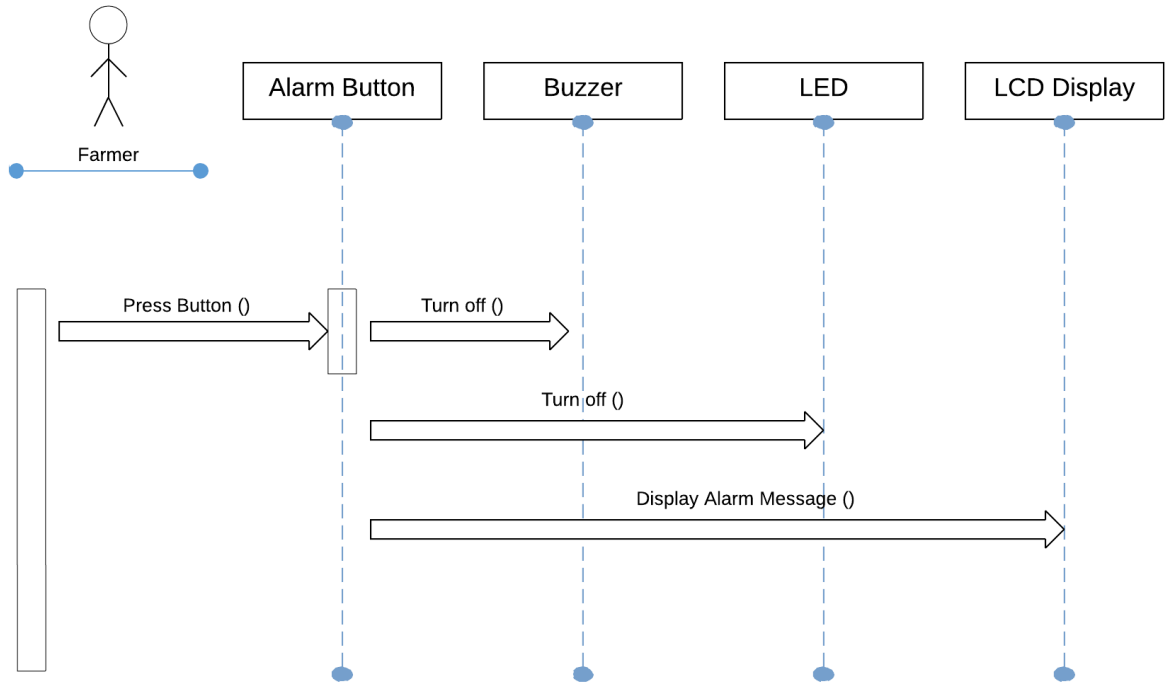 Alarm Button
Buzzer
LED
LCD Display
Farmer
Press Button ()
Turn off ()
Turn off ()
Display Alarm Message ()